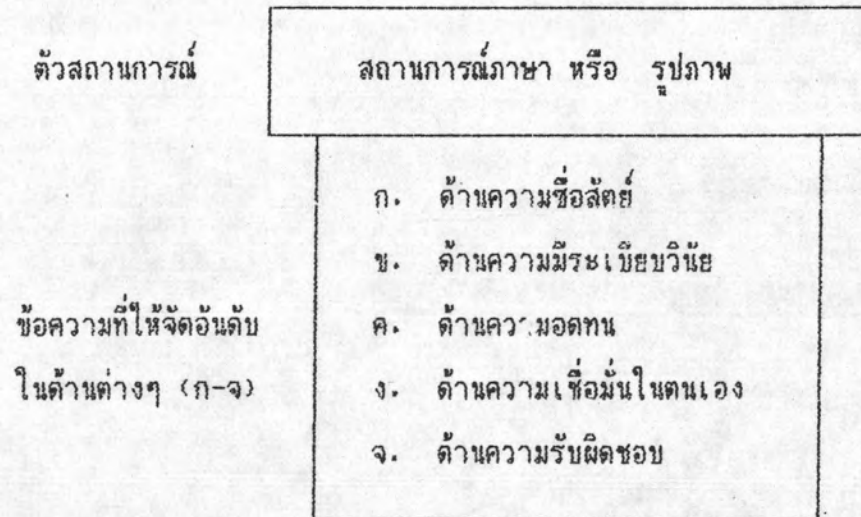 ตัวสถานการณ์ สถานการณ์ภาษา หรือ รูปภาพ
ก. ด้านความซื่อสัตย์
ข. ด้านความมีระเบียบวินัย
ข้อความที่ให้จัดอันดับ ค. ด้านความอดทน
ในด้านต่างๆ (ก-จ) ง. ด้านความเชื่อมั่นในตนเอง
จ. ด้านความรับผิดชอบ